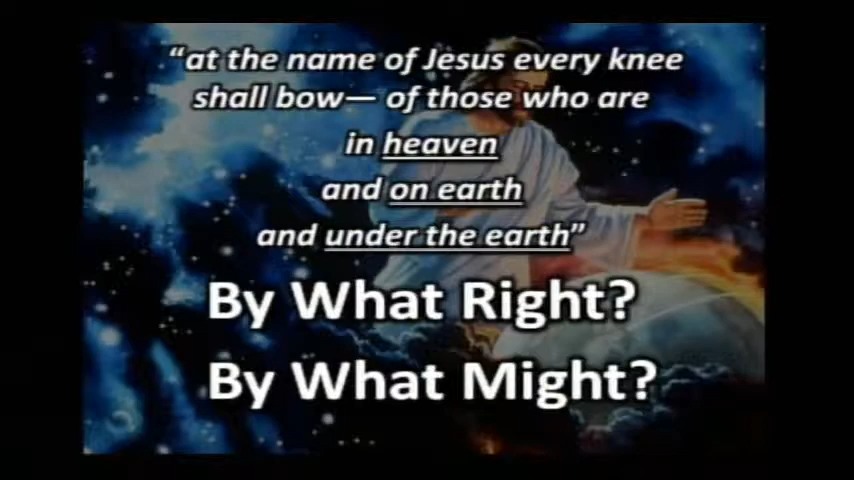 “at the name of Jesus every knee
shall bow— of those who are
in heaven
and on earth
and under the earth”
By What Right?
By What Might?